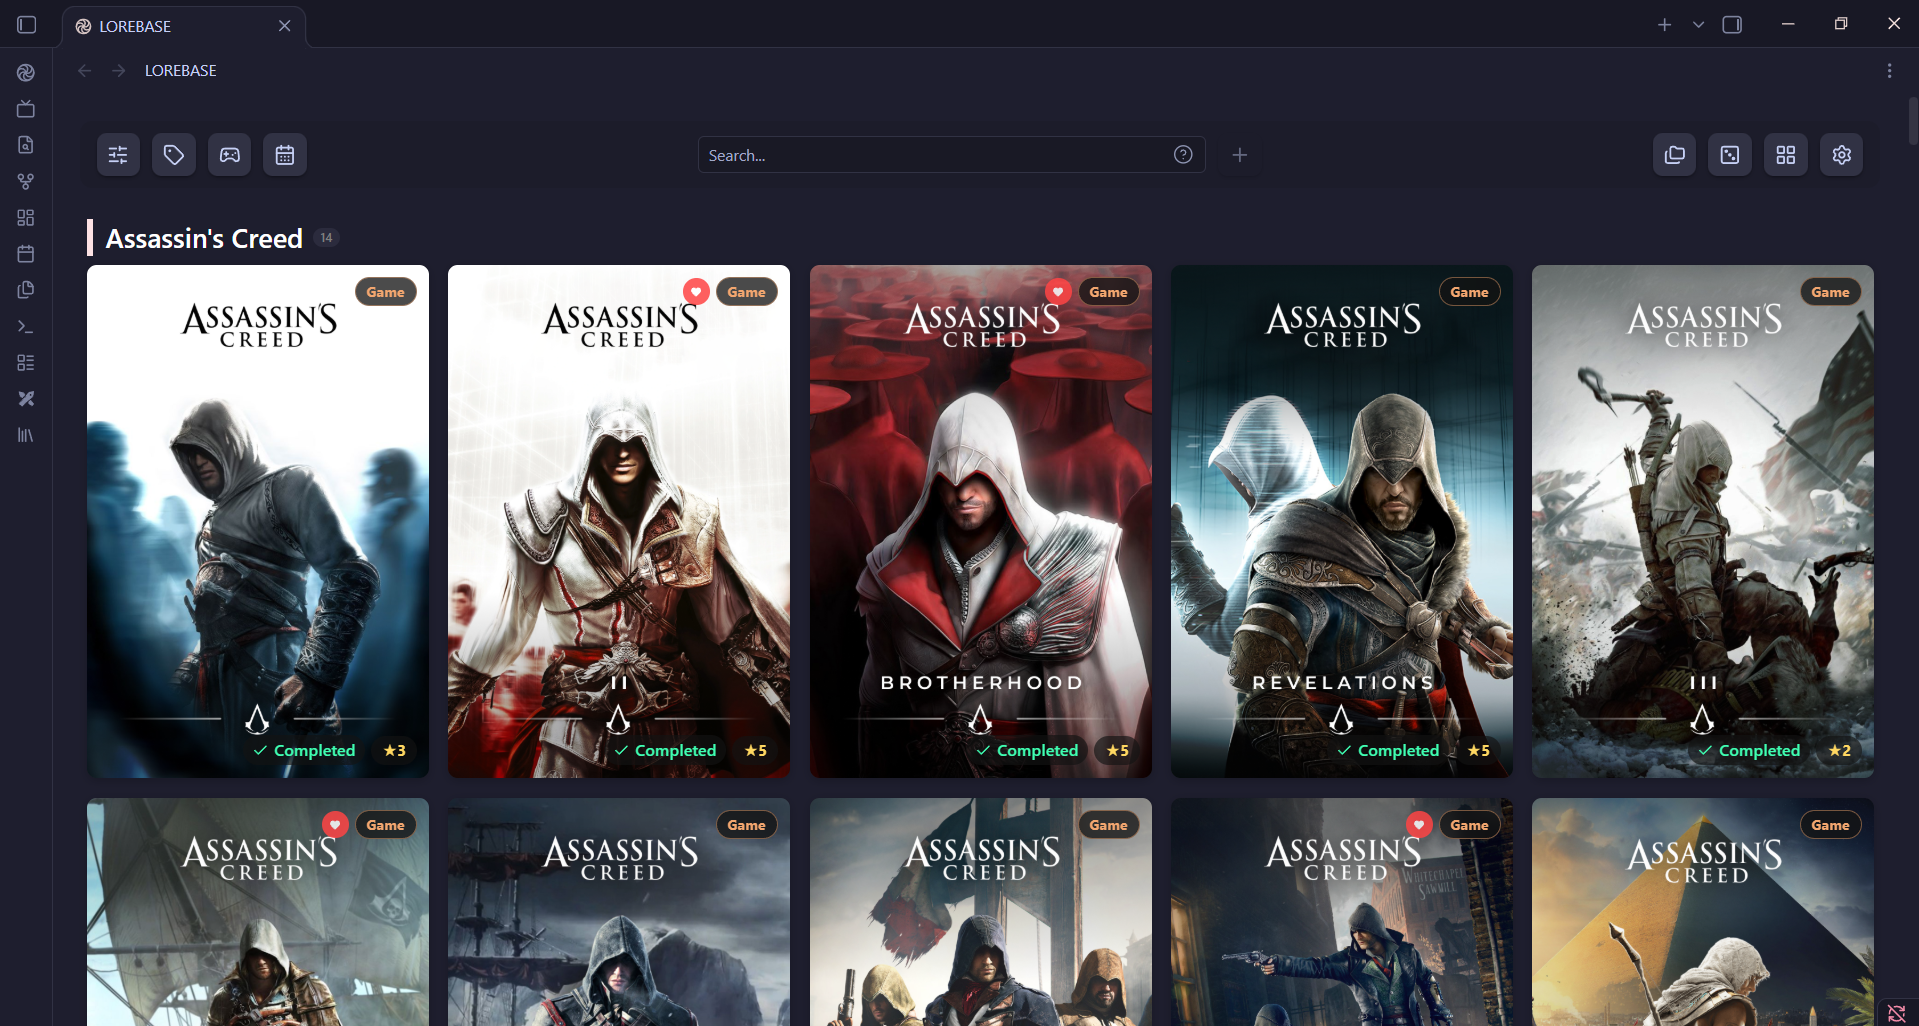 LOREBASE
LOREBASE
Search...
Assassin's Creed 14
Game
ASSASSIN'S
CREED
Completed ★3
Game
ASSASSIN'S
CREED
II
Completed ★5
Game
ASSASSIN'S
CREED
BROTHERHOOD
Completed ★5
Game
ASSASSIN'S
CREED
REVELATIONS
Completed ★5
Game
ASSASSIN'S
CREED
III
Completed ★2
Game
ASSASSIN'S
CREED
Game
ASSASSIN'S
CREED
Game
ASSASSIN'S
CREED
Game
ASSASSIN'S
CREED
WHITECHAPEL
SAWMILL
Game
ASSASSIN'S
CREED